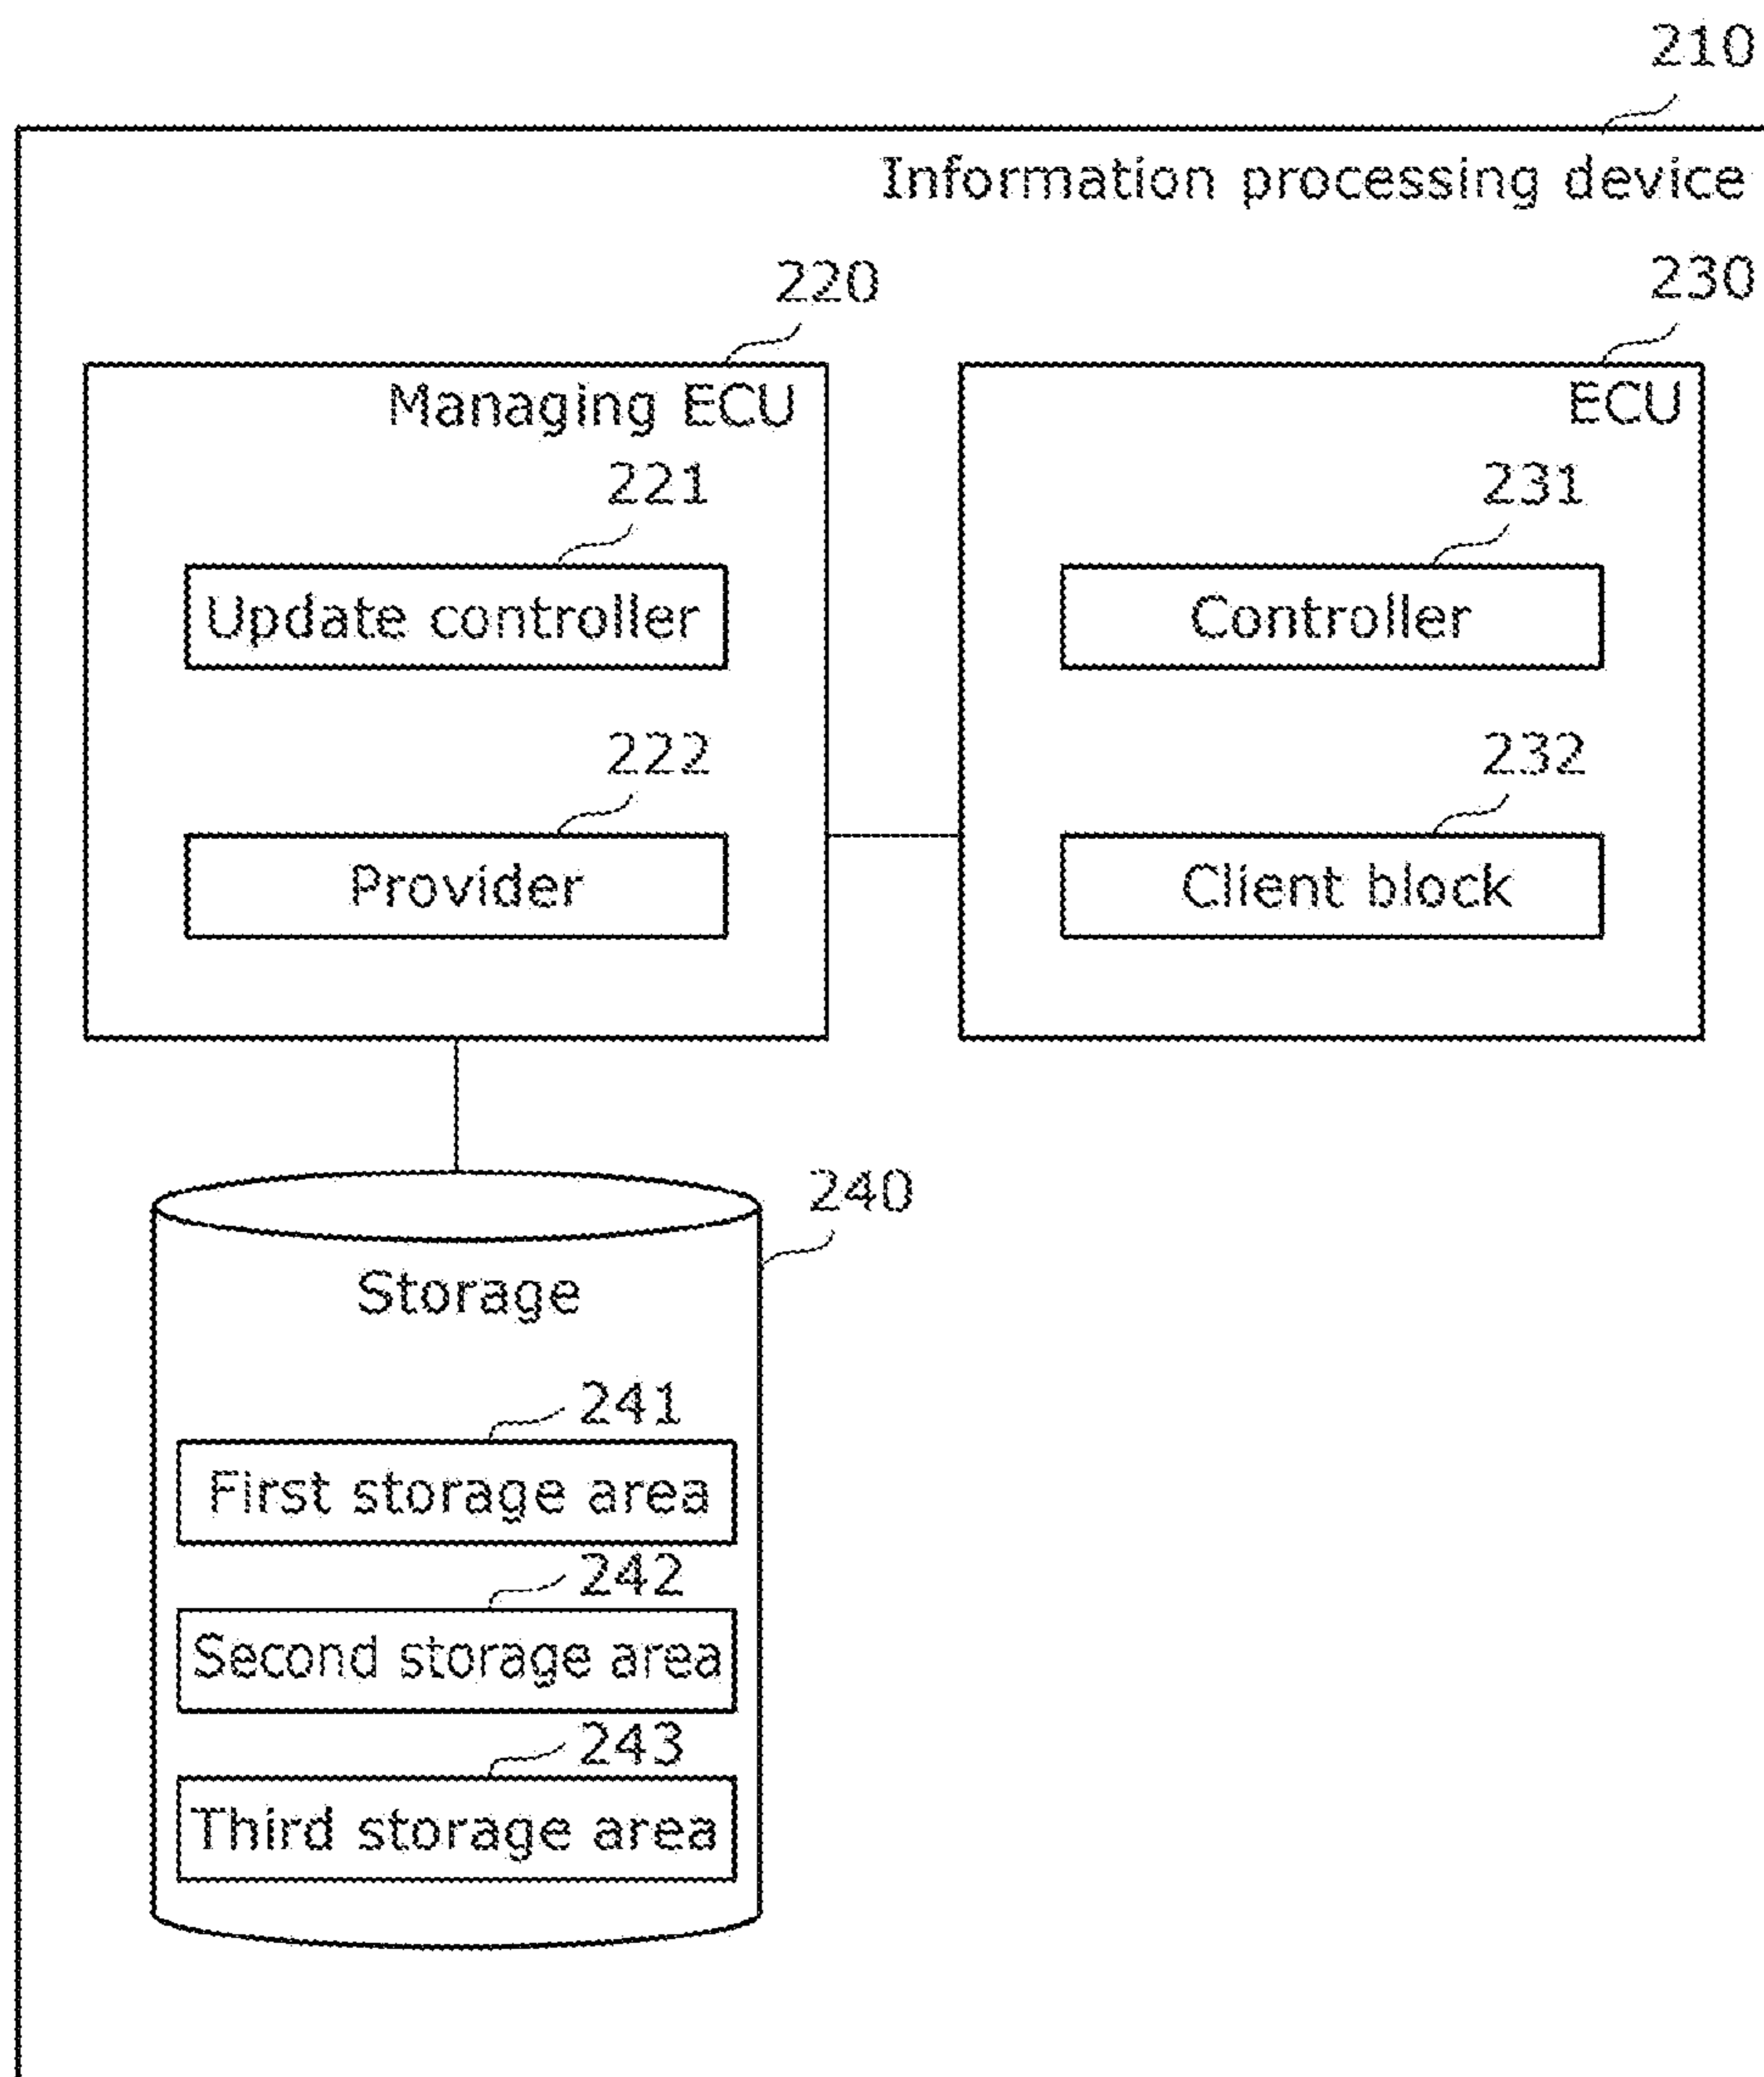 210
Information processing device
220
230
Managing ECU
ECU
221
231
Update controller
Controller
222
232
Provider
Client block
240
Storage
241
First storage area
242
Second storage area
243
Third storage area